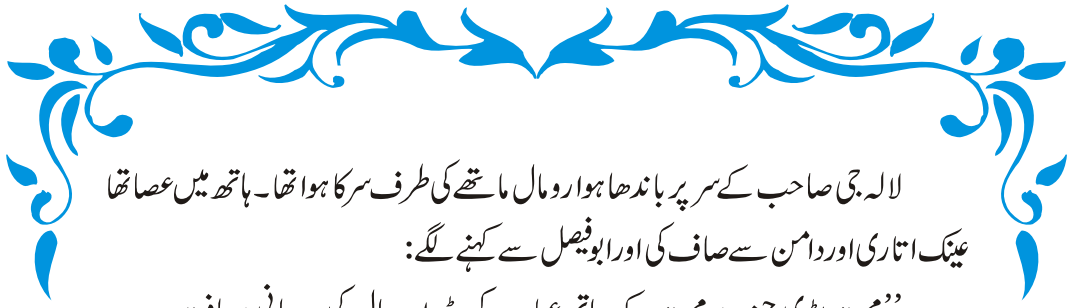 لالہ جی صاحب کے سر پر باندھا ہوا رومال ماتھے کی طرف سرکا ہوا تھا۔ ہاتھ میں عصا تھا
عینک اتاری اور دامن سے صاف کی اور ابوفیصل سے کہنے لگے: